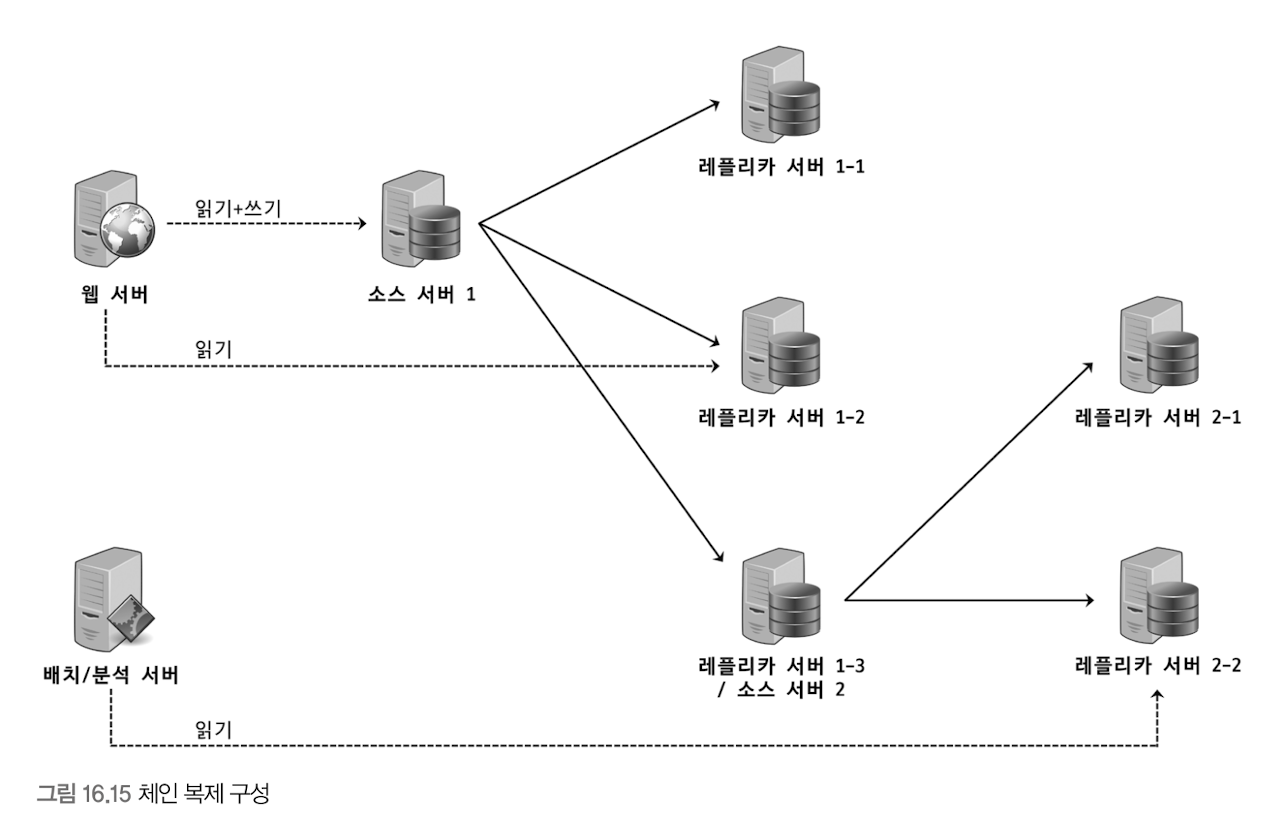 레플리카 서버 1-1
읽기+쓰기
웹 서버
소스 서버 1
읽기
레플리카 서버 1-2
레플리카 서버 2-1
배치/분석 서버
레플리카 서버 1-3
/ 소스 서버 2
레플리카 서버 2-2
읽기
그림 16.15 체인 복제 구성